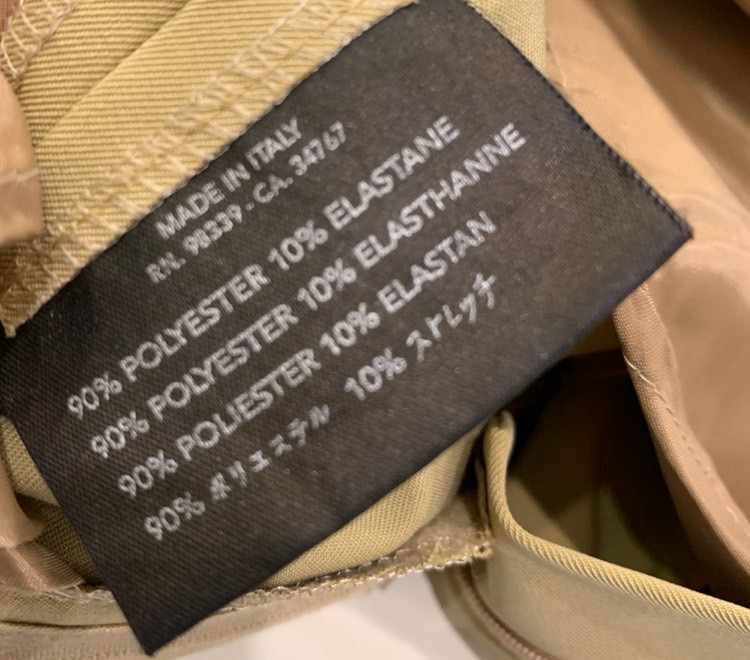 MADE IN ITALY
RN. 98339 - CA. 34767
90% POLYESTER 10% ELASTANE
90% POLYESTER 10% ELASTHANNE
90% POLIESTER 10% ELASTAN
90% ポリエステル 10% ストレッチ